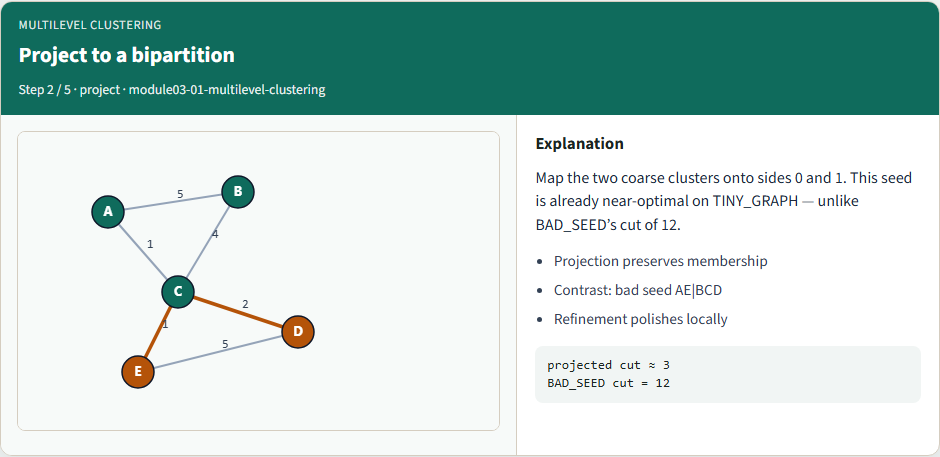 MULTILEVEL CLUSTERING
Project to a bipartition
Step 2 / 5 · project · module03-01-multilevel-clustering
A
B
C
D
E
5
1
4
2
1
5
Explanation
Map the two coarse clusters onto sides 0 and 1. This seed
is already near-optimal on TINY_GRAPH — unlike
BAD_SEED’s cut of 12.
• Projection preserves membership
• Contrast: bad seed AE|BCD
• Refinement polishes locally
projected cut ≈ 3
BAD_SEED cut = 12